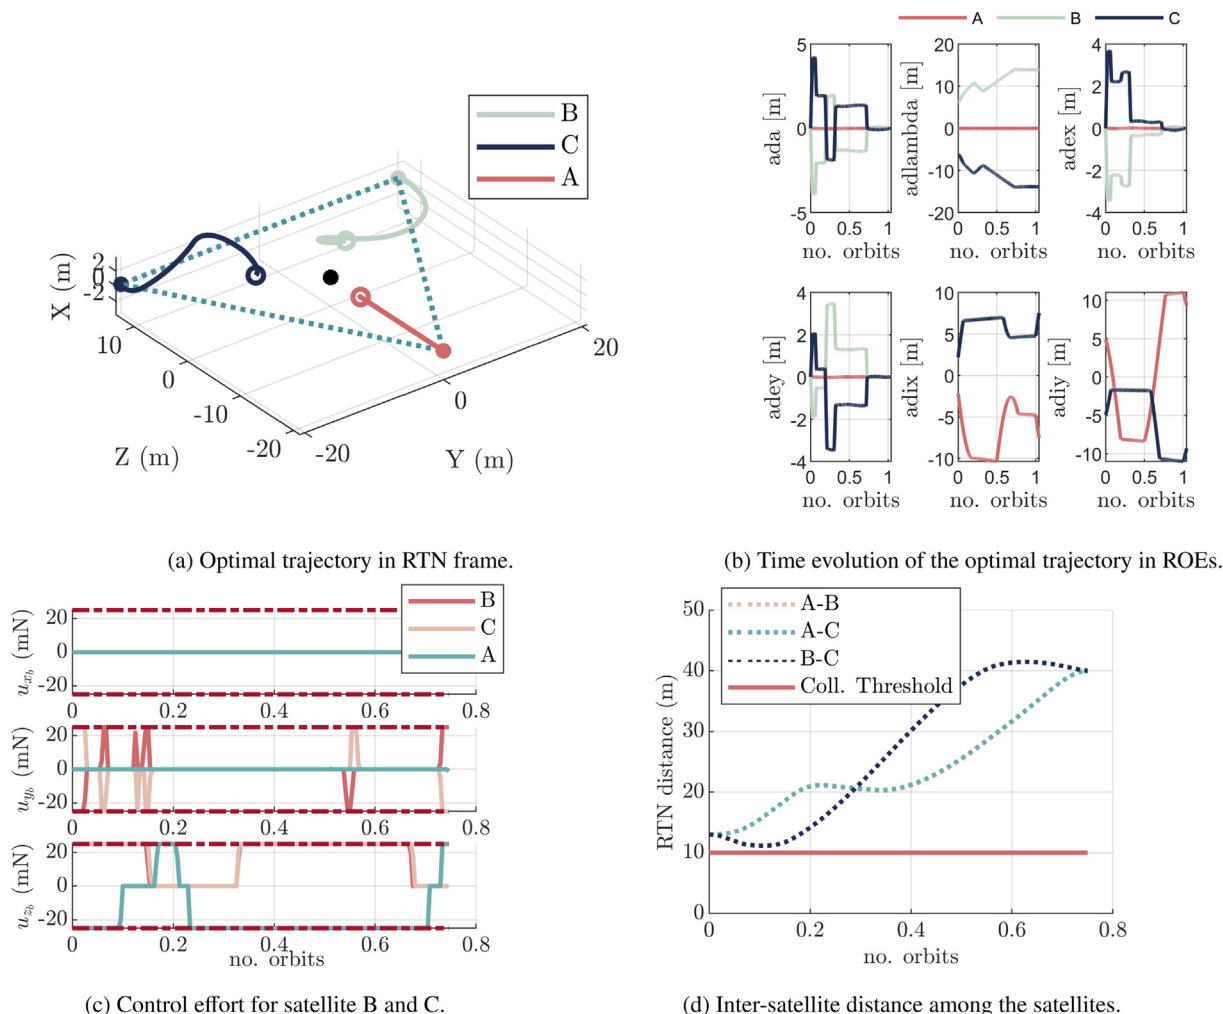 B
C
A
X (m)
2
0
-2
10
0
-10
-20
Z (m)
-20
0
20
Y (m)
(a) Optimal trajectory in RTN frame.
A B C
ada [m]
5
0
-5
0 0.5 1
no. orbits
adlambda [m]
20
10
0
-10
-20
0 0.5 1
no. orbits
adex [m]
4
2
0
-2
-4
0 0.5 1
no. orbits
adey [m]
4
2
0
-2
-4
0 0.5 1
no. orbits
adix [m]
10
5
0
-5
-10
0 0.5 1
no. orbits
adiy [m]
10
5
0
-5
-10
0 0.5 1
no. orbits
(b) Time evolution of the optimal trajectory in ROEs.
B
C
A
u_{x_b} (mN)
20
0
-20
0 0.2 0.4 0.6 0.8
u_{y_b} (mN)
20
0
-20
0 0.2 0.4 0.6 0.8
u_{z_b} (mN)
20
0
-20
0 0.2 0.4 0.6 0.8
no. orbits
(c) Control effort for satellite B and C.
A-B
A-C
B-C
Coll. Threshold
RTN distance (m)
50
40
30
20
10
0
0 0.2 0.4 0.6 0.8
no. orbits
(d) Inter-satellite distance among the satellites.